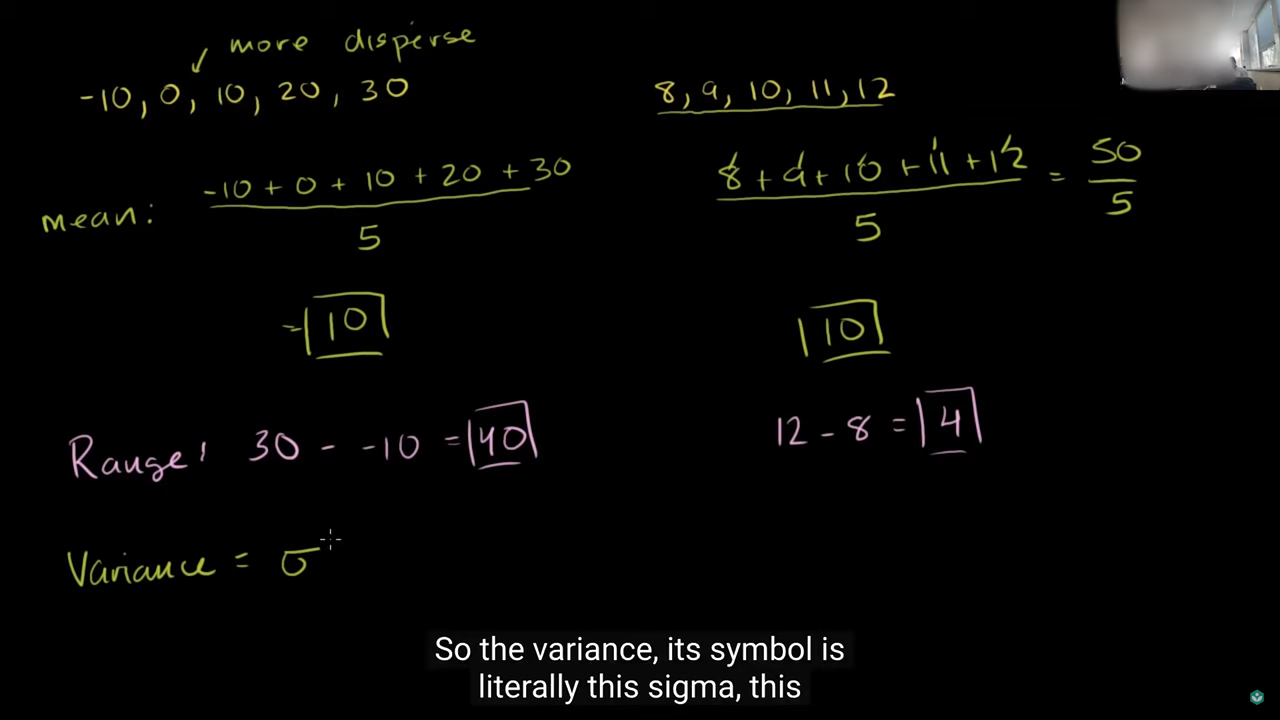 more disperse
-10, 0, 10, 20, 30
8, 9, 10, 11, 12
mean: -10 + 0 + 10 + 20 + 30
5
8 + 9 + 10 + 11 + 12
5
= 50
5
= 10
10
Range: 30 - -10 = 40
12 - 8 = 4
Variance = σ
So the variance, its symbol is
literally this sigma, this